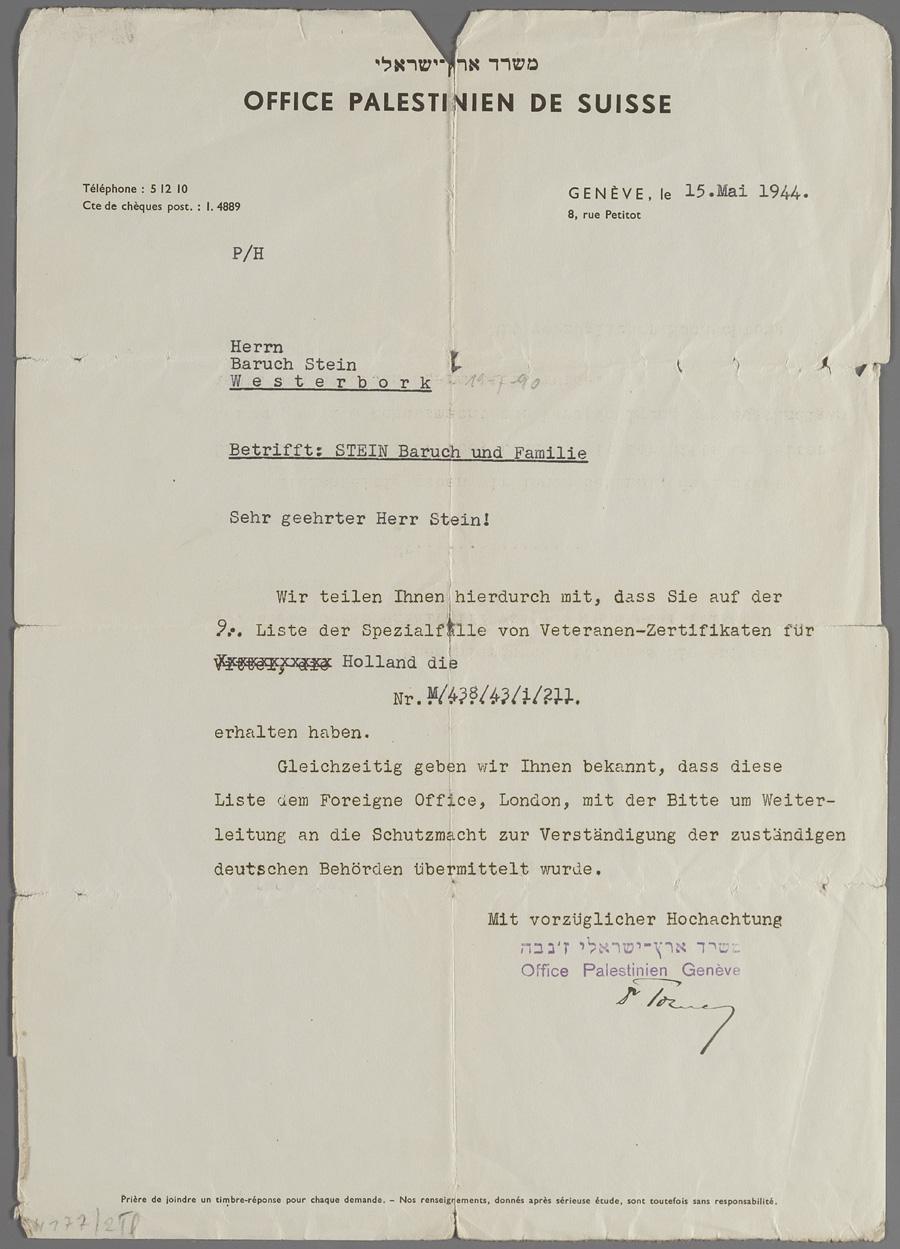 משרד ארץ-ישראלי
OFFICE PALESTINIEN DE SUISSE
Téléphone : 5 12 10
Cte de chèques post. : I. 4889
GENÈVE, le 15.Mai 1944.
8, rue Petitot
P/H
Herrn
Baruch Stein
Westerbork
Betrifft: STEIN Baruch und Familie
Sehr geehrter Herr Stein!
Wir teilen Ihnen hierdurch mit, dass Sie auf der
9.. Liste der Spezialfälle von Veteranen-Zertifikaten für
Holland die
Nr. M/438/43/i/211.
erhalten haben.
Gleichzeitig geben wir Ihnen bekannt, dass diese
Liste dem Foreigne Office, London, mit der Bitte um Weiter-
leitung an die Schutzmacht zur Verständigung der zuständigen
deutschen Behörden übermittelt wurde.
Mit vorzüglicher Hochachtung
משרד ארץ-ישראלי ז'נבה
Office Palestinien Genève
Prière de joindre un timbre-réponse pour chaque demande. – Nos renseignements, donnés après sérieuse étude, sont toutefois sans responsabilité.